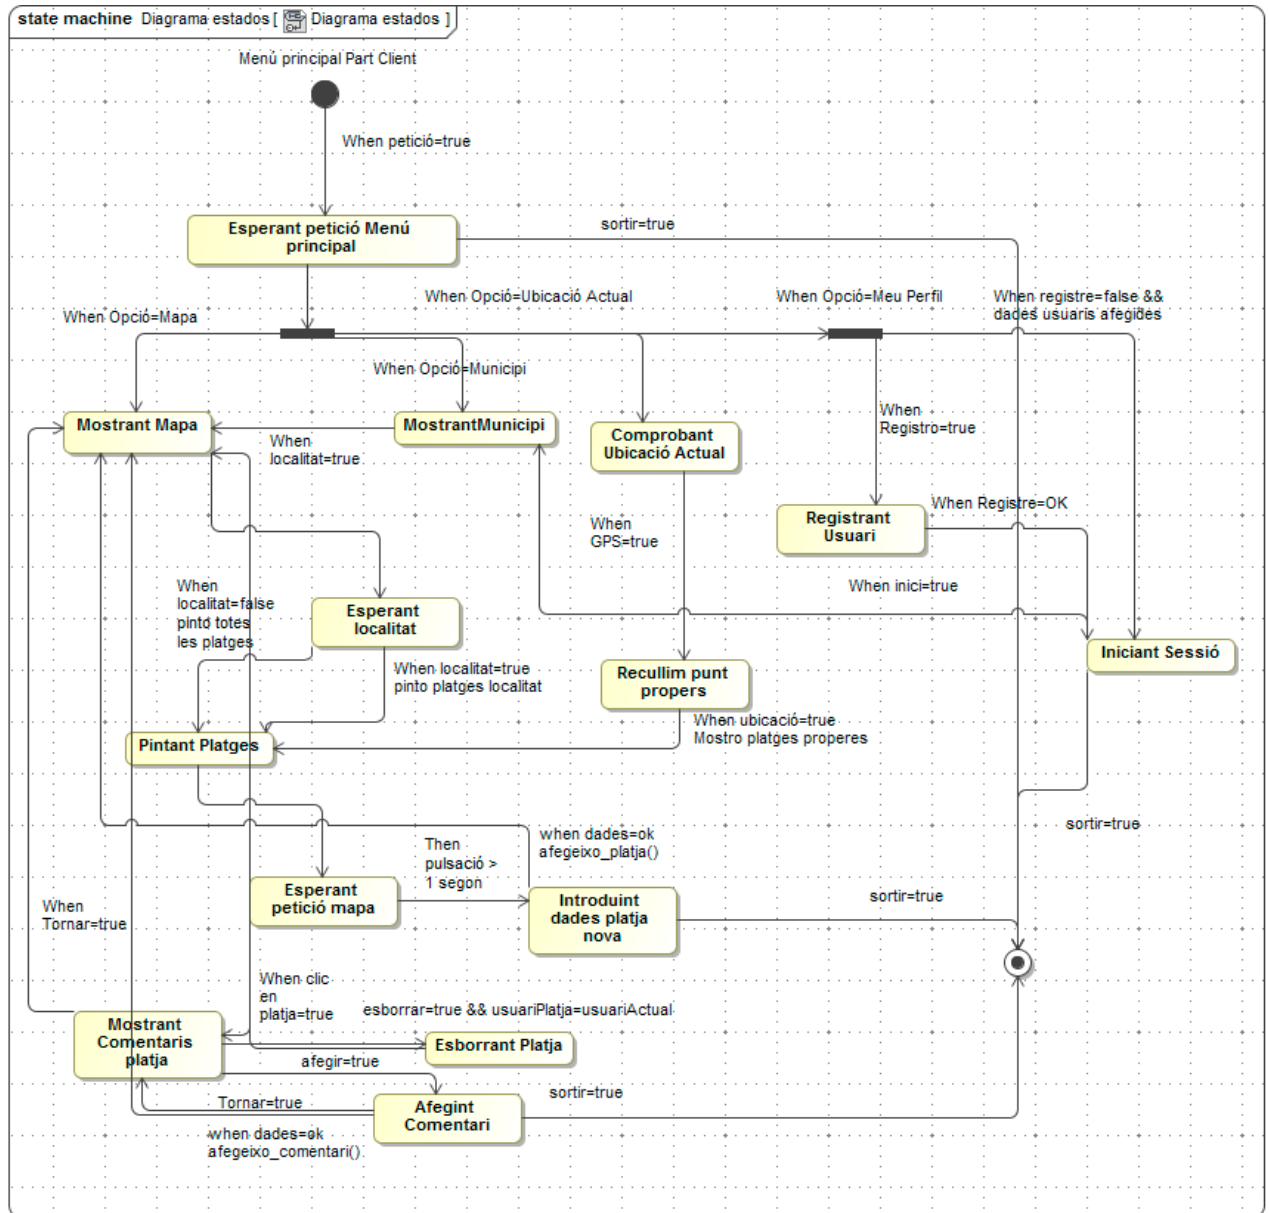 state machine Diagrama estados [ Diagrama estados ]
Menú principal Part Client
When petició=true
Esperant petició Menú
principal
sortir=true
When Opció=Ubicació Actual
When Opció=Meu Perfil
When registre=false &&
dades usuaris afegides
When Opció=Mapa
When Opció=Municipi
Mostrant Mapa
MostrantMunicipi
Comprobant
Ubicació Actual
When
Registro=true
When
localitat=true
When Registre=OK
Registrant
Usuari
When
GPS=true
When inici=true
When
localitat=false
pinto totes
les platges
Esperant
localitat
Iniciant Sessió
When localitat=true
pinto platges localitat
Recullim punt
propers
When ubicació=true
Mostro platges properes
Pintant Platges
sortir=true
when dades=ok
afegeixo_platja()
Then
pulsació >
1 segon
Esperant
petició mapa
Introduint
dades platja
nova
sortir=true
When
Tornar=true
When clic
en
platja=true
esborrar=true && usuariPlatja=usuariActual
Mostrant
Comentaris
platja
Esborrant Platja
afegir=true
sortir=true
Tornar=true
Afegint
Comentari
when dades=ok
afegeixo_comentari()